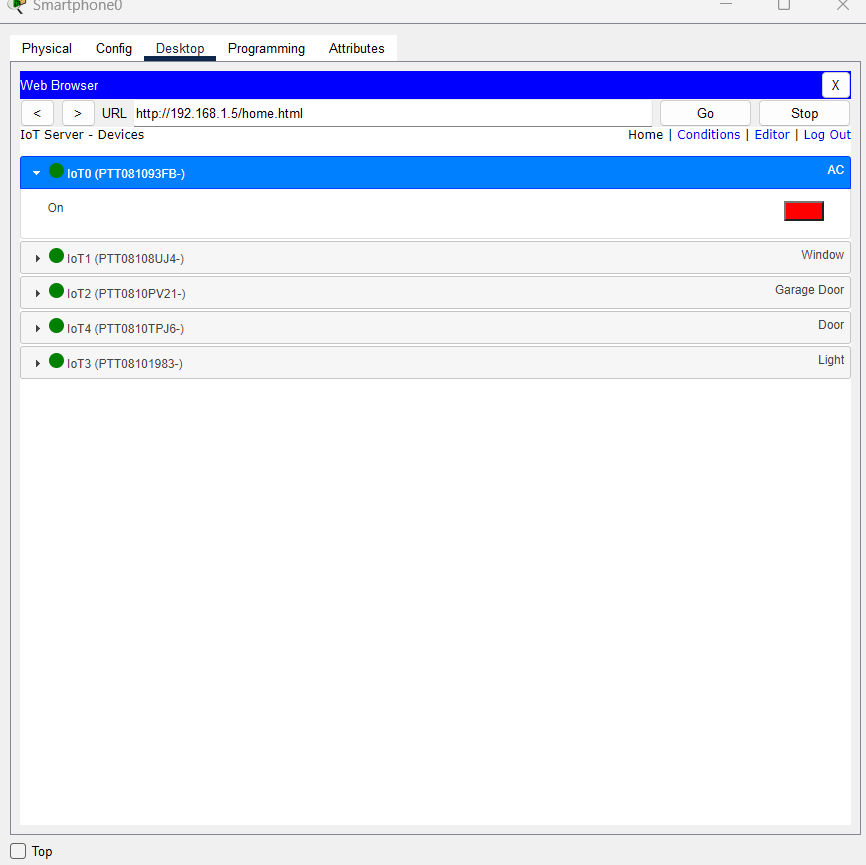 Smartphone0
Physical Config Desktop Programming Attributes
Web Browser X
< > URL http://192.168.1.5/home.html Go Stop
IoT Server - Devices Home | Conditions | Editor | Log Out
IoT0 (PTT081093FB-) AC
On
IoT1 (PTT08108UJ4-) Window
IoT2 (PTT0810PV21-) Garage Door
IoT4 (PTT0810TPJ6-) Door
IoT3 (PTT08101983-) Light
Top